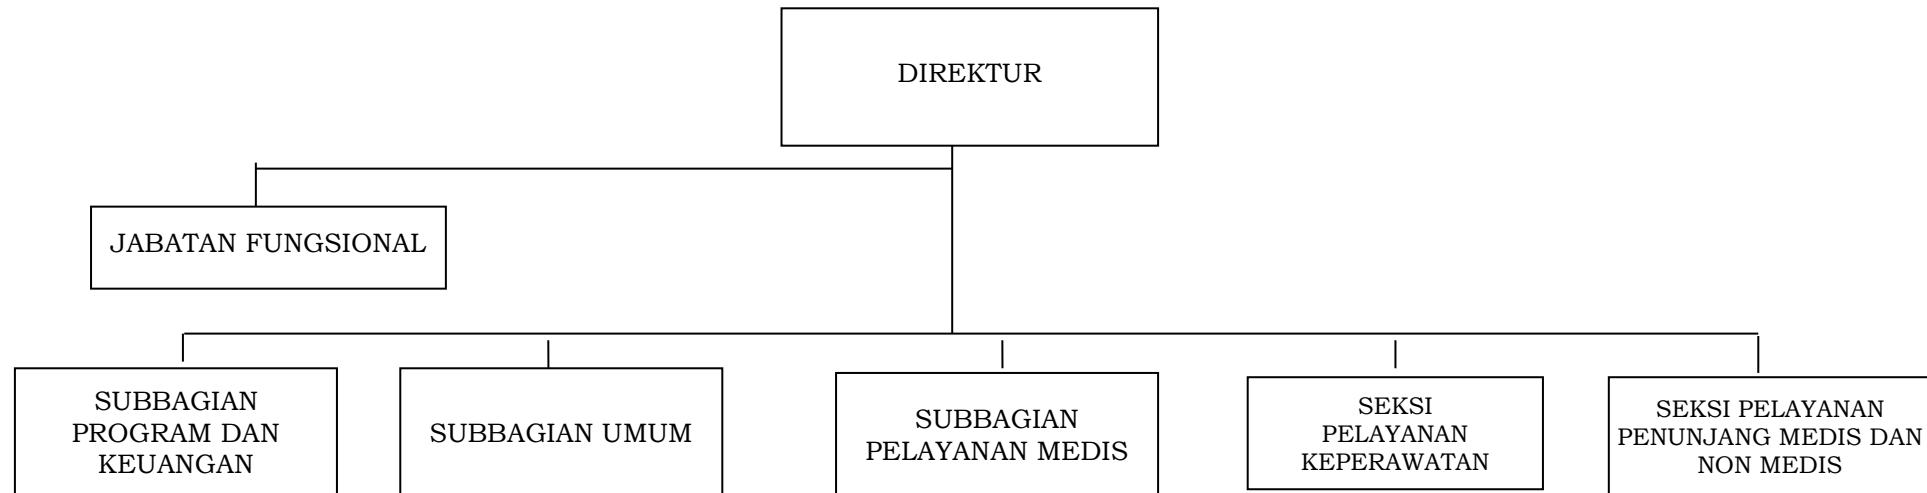 DIREKTUR
JABATAN FUNGSIONAL
SUBBAGIAN
PROGRAM DAN
KEUANGAN
SUBBAGIAN UMUM
SUBBAGIAN
PELAYANAN MEDIS
SEKSI
PELAYANAN
KEPERAWATAN
SEKSI PELAYANAN
PENUNJANG MEDIS DAN
NON MEDIS